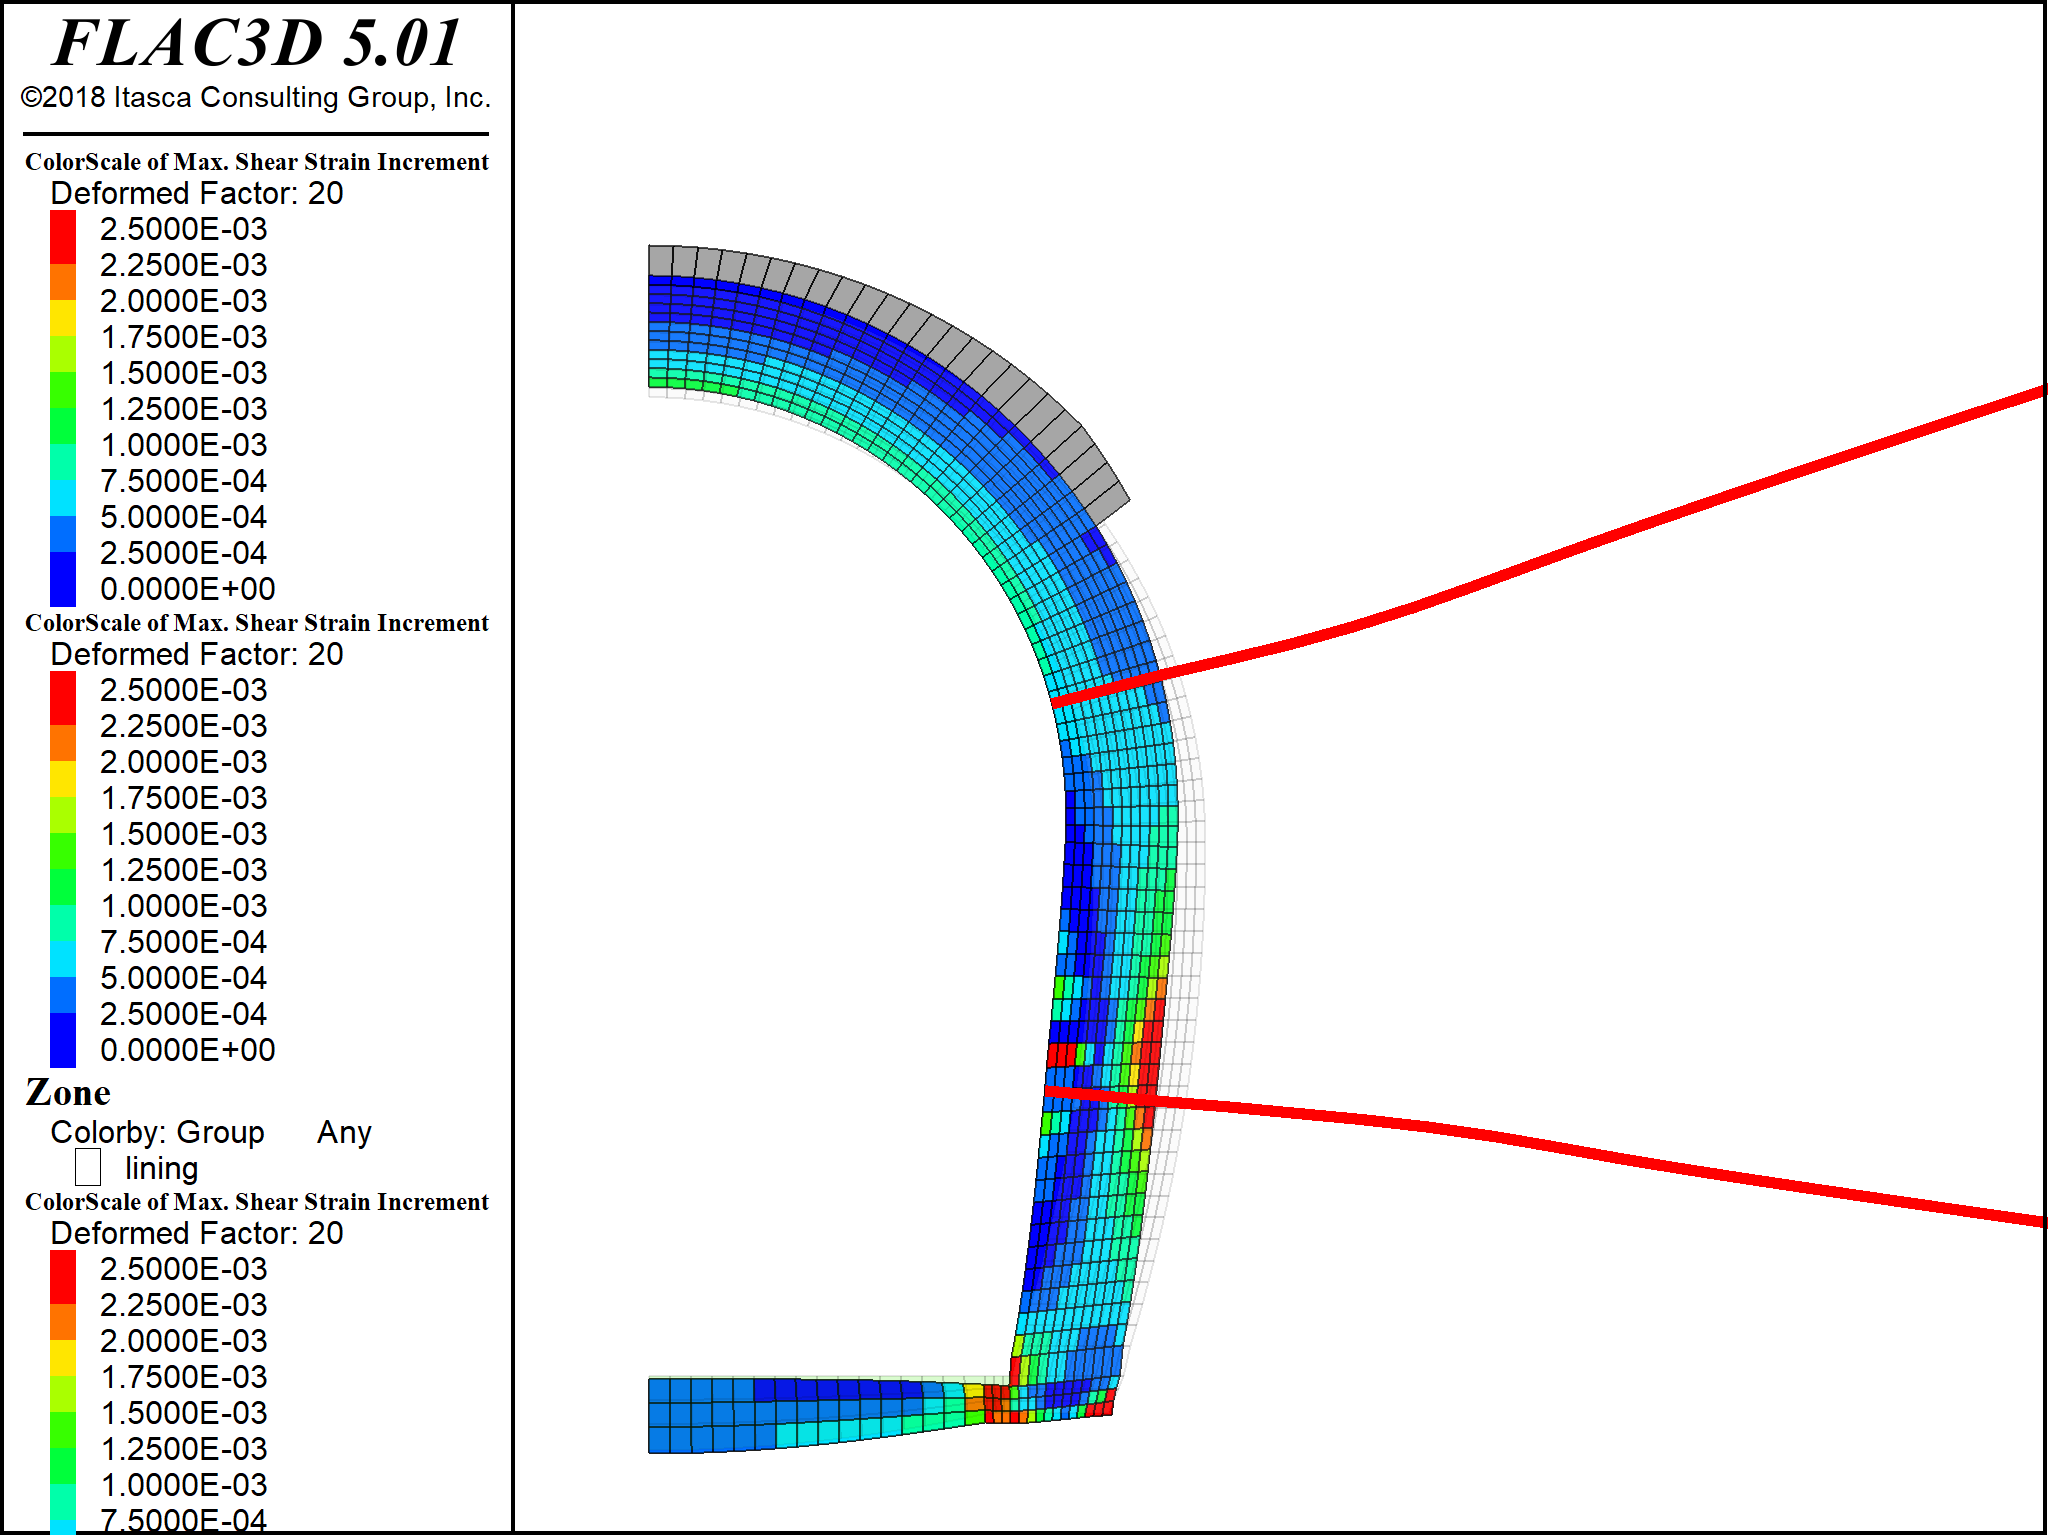 FLAC3D 5.01
©2018 Itasca Consulting Group, Inc.
ColorScale of Max. Shear Strain Increment
Deformed Factor: 20
2.5000E-03
2.2500E-03
2.0000E-03
1.7500E-03
1.5000E-03
1.2500E-03
1.0000E-03
7.5000E-04
5.0000E-04
2.5000E-04
0.0000E+00
ColorScale of Max. Shear Strain Increment
Deformed Factor: 20
2.5000E-03
2.2500E-03
2.0000E-03
1.7500E-03
1.5000E-03
1.2500E-03
1.0000E-03
7.5000E-04
5.0000E-04
2.5000E-04
0.0000E+00
Zone
Colorby: Group Any
lining
ColorScale of Max. Shear Strain Increment
Deformed Factor: 20
2.5000E-03
2.2500E-03
2.0000E-03
1.7500E-03
1.5000E-03
1.2500E-03
1.0000E-03
7.5000E-04